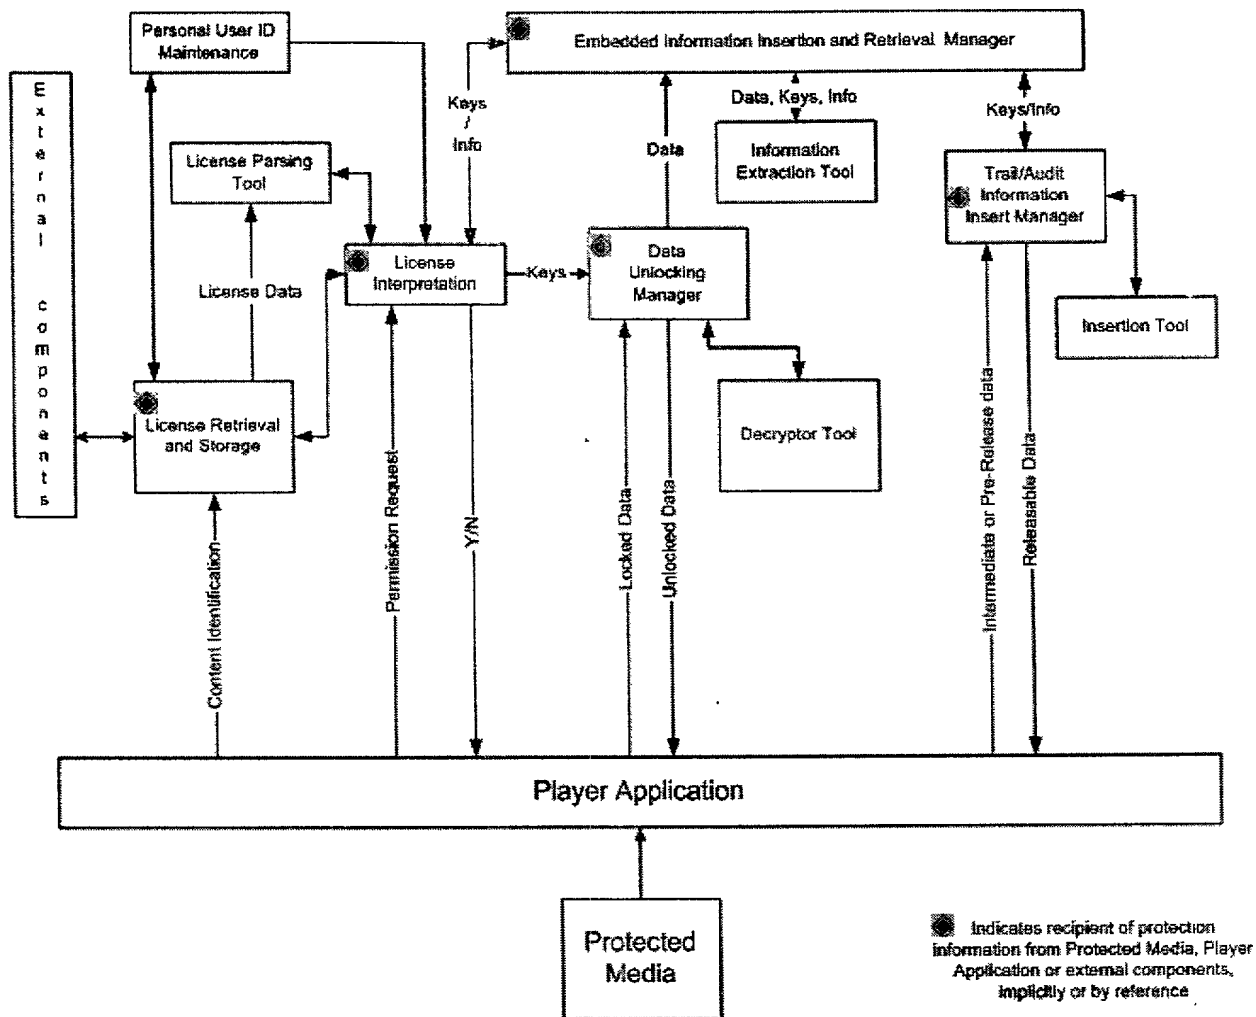 Personal User ID
Maintenance
Embedded Information Insertion and Retrieval Manager
External components
Keys
/
Info
Data, Keys, Info
Keys/Info
License Parsing
Tool
Data
Information
Extraction Tool
Trail/Audit
Information
Insert Manager
License
Interpretation
Keys
Data
Unlocking
Manager
License Data
Insertion Tool
License Retrieval
and Storage
Decryptor Tool
Content Identification
Permission Request
Y/N
Locked Data
Unlocked Data
Intermediate or Pre-Release data
Releasable Data
Player Application
Protected
Media
Indicates recipient of protection
information from Protected Media, Player
Application or external components,
implicitly or by reference